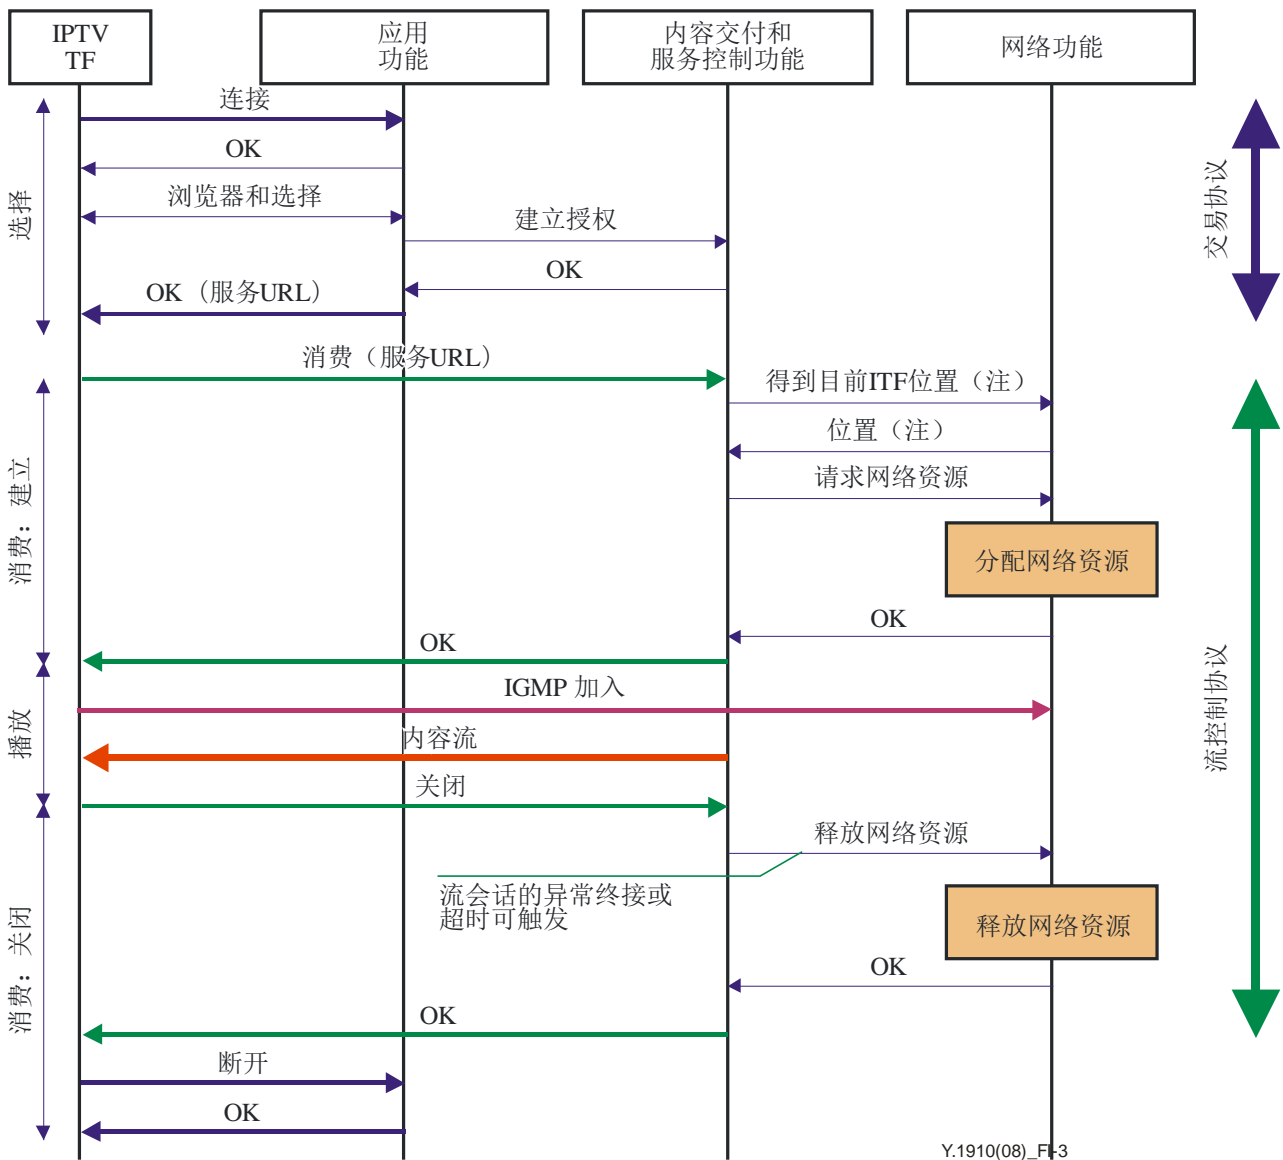 IPTV
TF
应用
功能
内容交付和
服务控制功能
网络功能
连接
OK
浏览器和选择
建立授权
OK
OK（服务URL）
选择
交易协议
消费（服务URL）
得到目前ITF位置（注）
位置（注）
请求网络资源
分配网络资源
OK
OK
消费：建立
IGMP 加入
内容流
播放
流控制协议
关闭
释放网络资源
流会话的异常终接或
超时可触发
释放网络资源
OK
OK
消费：关闭
断开
OK
Y.1910(08)_FI-3